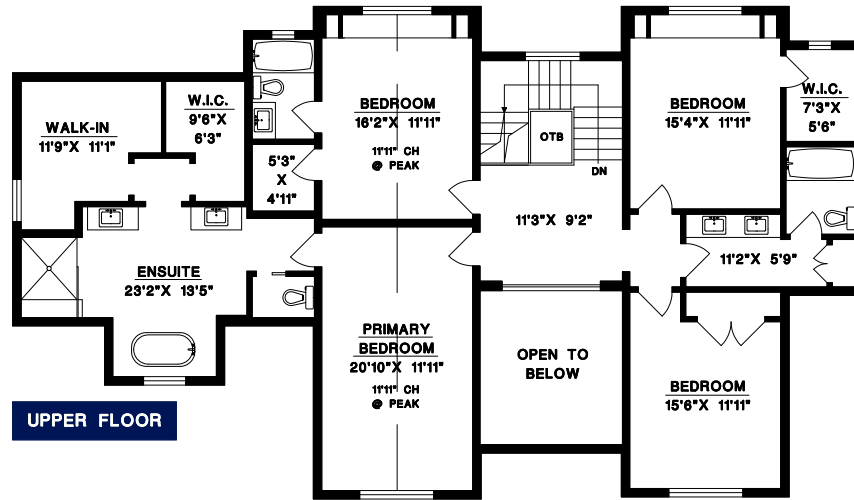 BEDROOM
16'2"X 11'11"
11'11" CH
@ PEAK
BEDROOM
15'4"X 11'11"
W.I.C.
7'3"X
5'6"
W.I.C.
9'6"X
6'3"
WALK-IN
11'9"X 11'1"
OTB
DN
5'3"
X
4'11"
11'3"X 9'2"
11'2"X 5'9"
ENSUITE
23'2"X 13'5"
PRIMARY
BEDROOM
20'10"X 11'11"
11'11" CH
@ PEAK
OPEN TO
BELOW
BEDROOM
15'6"X 11'11"
UPPER FLOOR